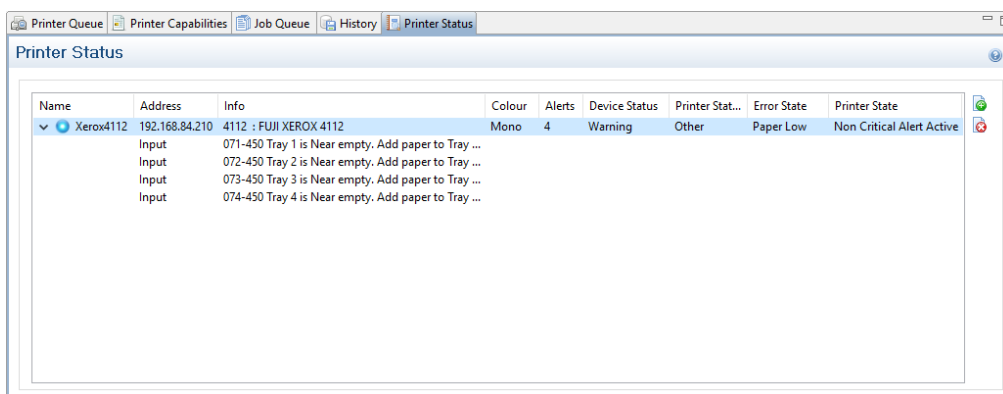 Printer Queue Printer Capabilities Job Queue History Printer Status
Printer Status
Name Address Info Colour Alerts Device Status Printer Stat... Error State Printer State
Xerox4112 192.168.84.210 4112 : FUJI XEROX 4112 Mono 4 Warning Other Paper Low Non Critical Alert Active
Input 071-450 Tray 1 is Near empty. Add paper to Tray ...
Input 072-450 Tray 2 is Near empty. Add paper to Tray ...
Input 073-450 Tray 3 is Near empty. Add paper to Tray ...
Input 074-450 Tray 4 is Near empty. Add paper to Tray ...